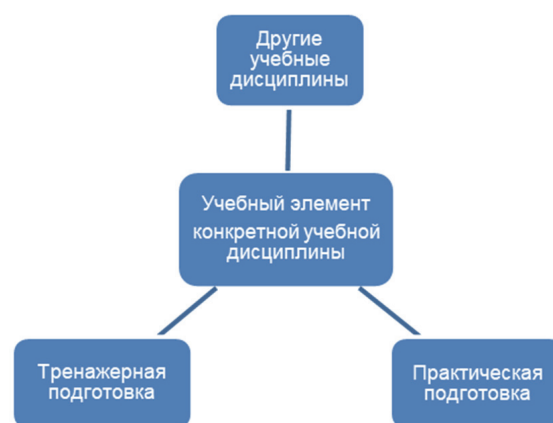 Другие
учебные
дисциплины
Учебный элемент
конкретной учебной
дисциплины
Тренажерная
подготовка
Практическая
подготовка